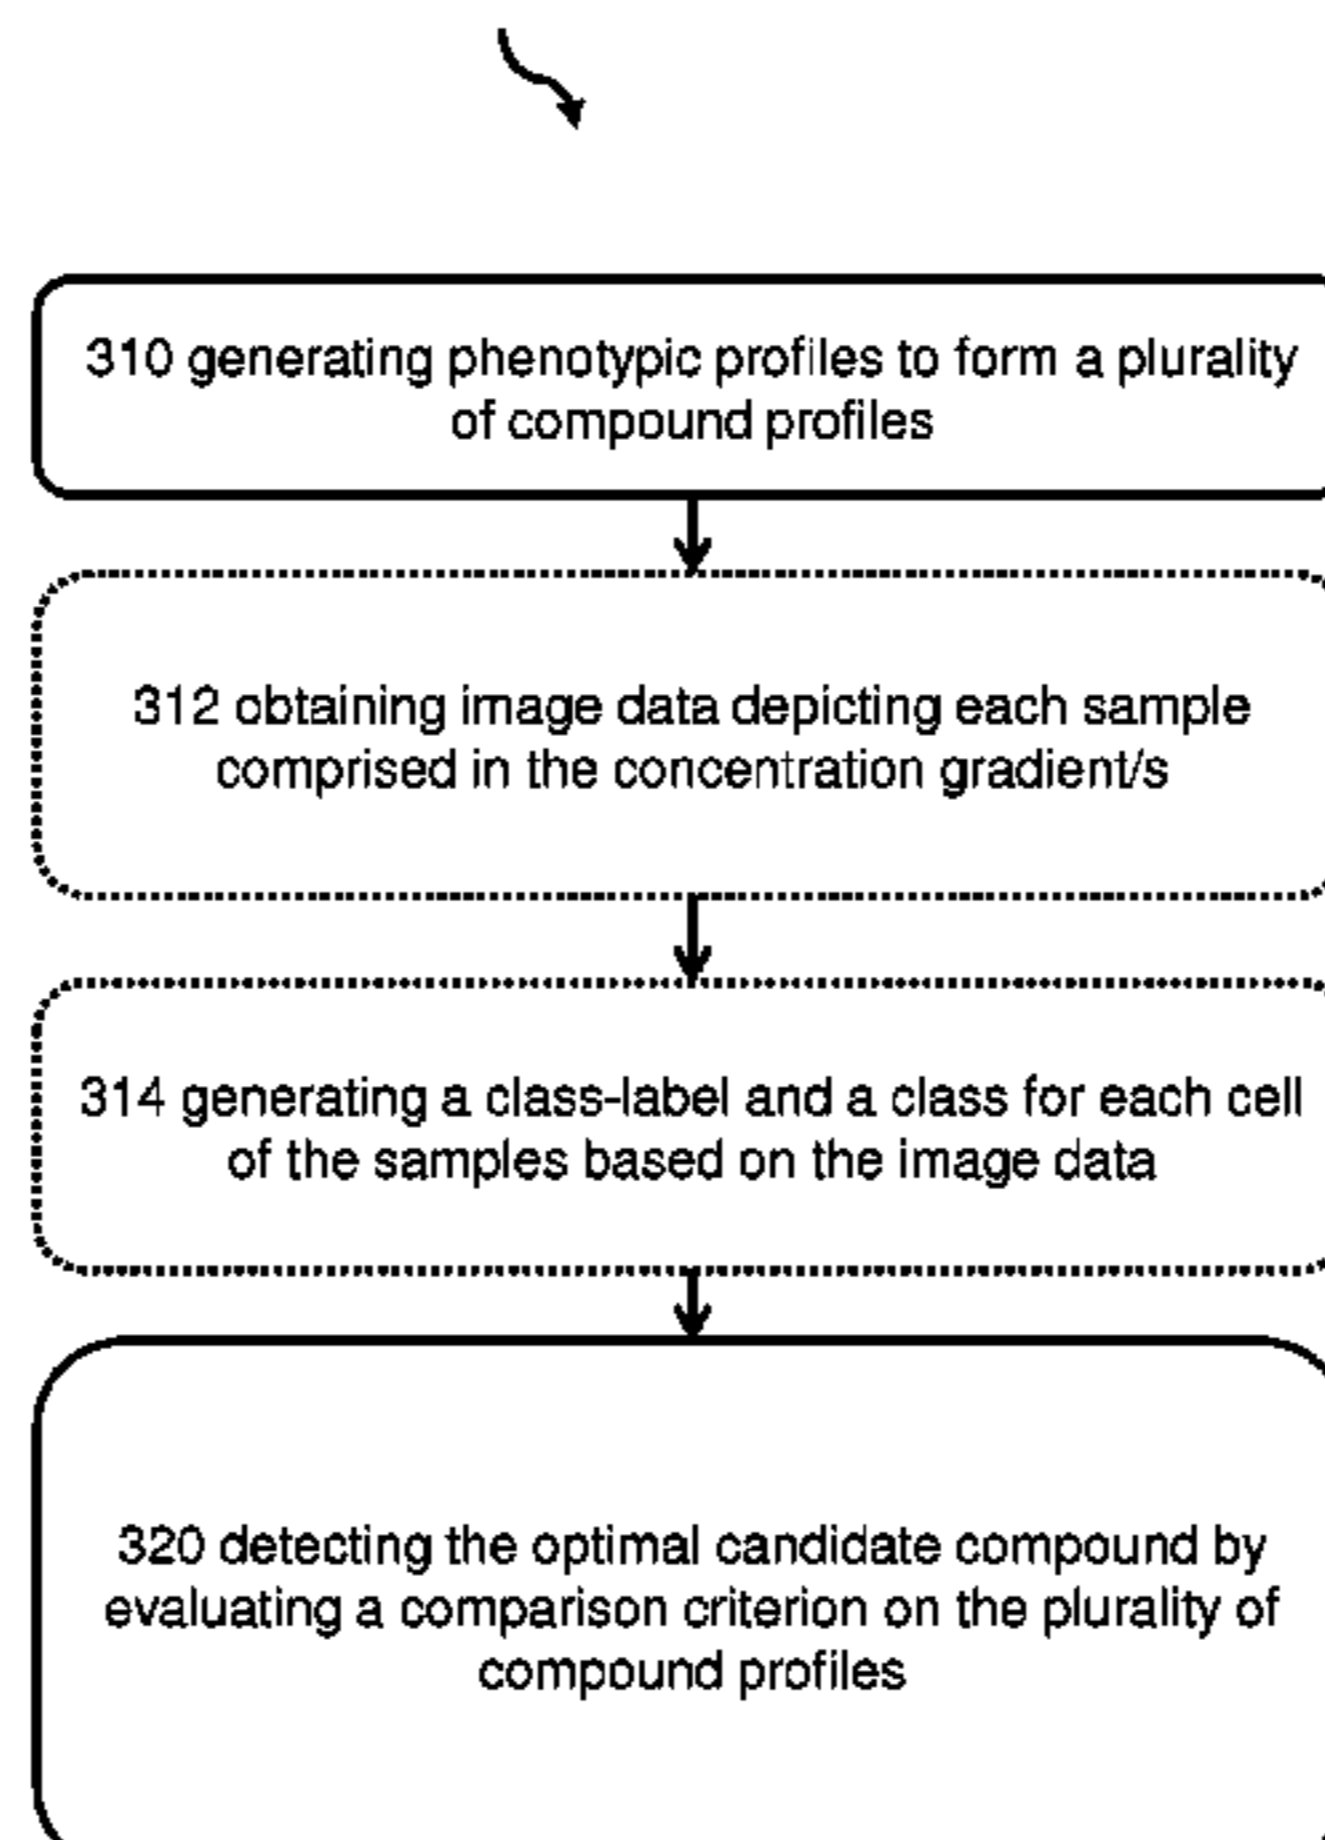 310 generating phenotypic profiles to form a plurality
of compound profiles
312 obtaining image data depicting each sample
comprised in the concentration gradient/s
314 generating a class-label and a class for each cell
of the samples based on the image data
320 detecting the optimal candidate compound by
evaluating a comparison criterion on the plurality of
compound profiles